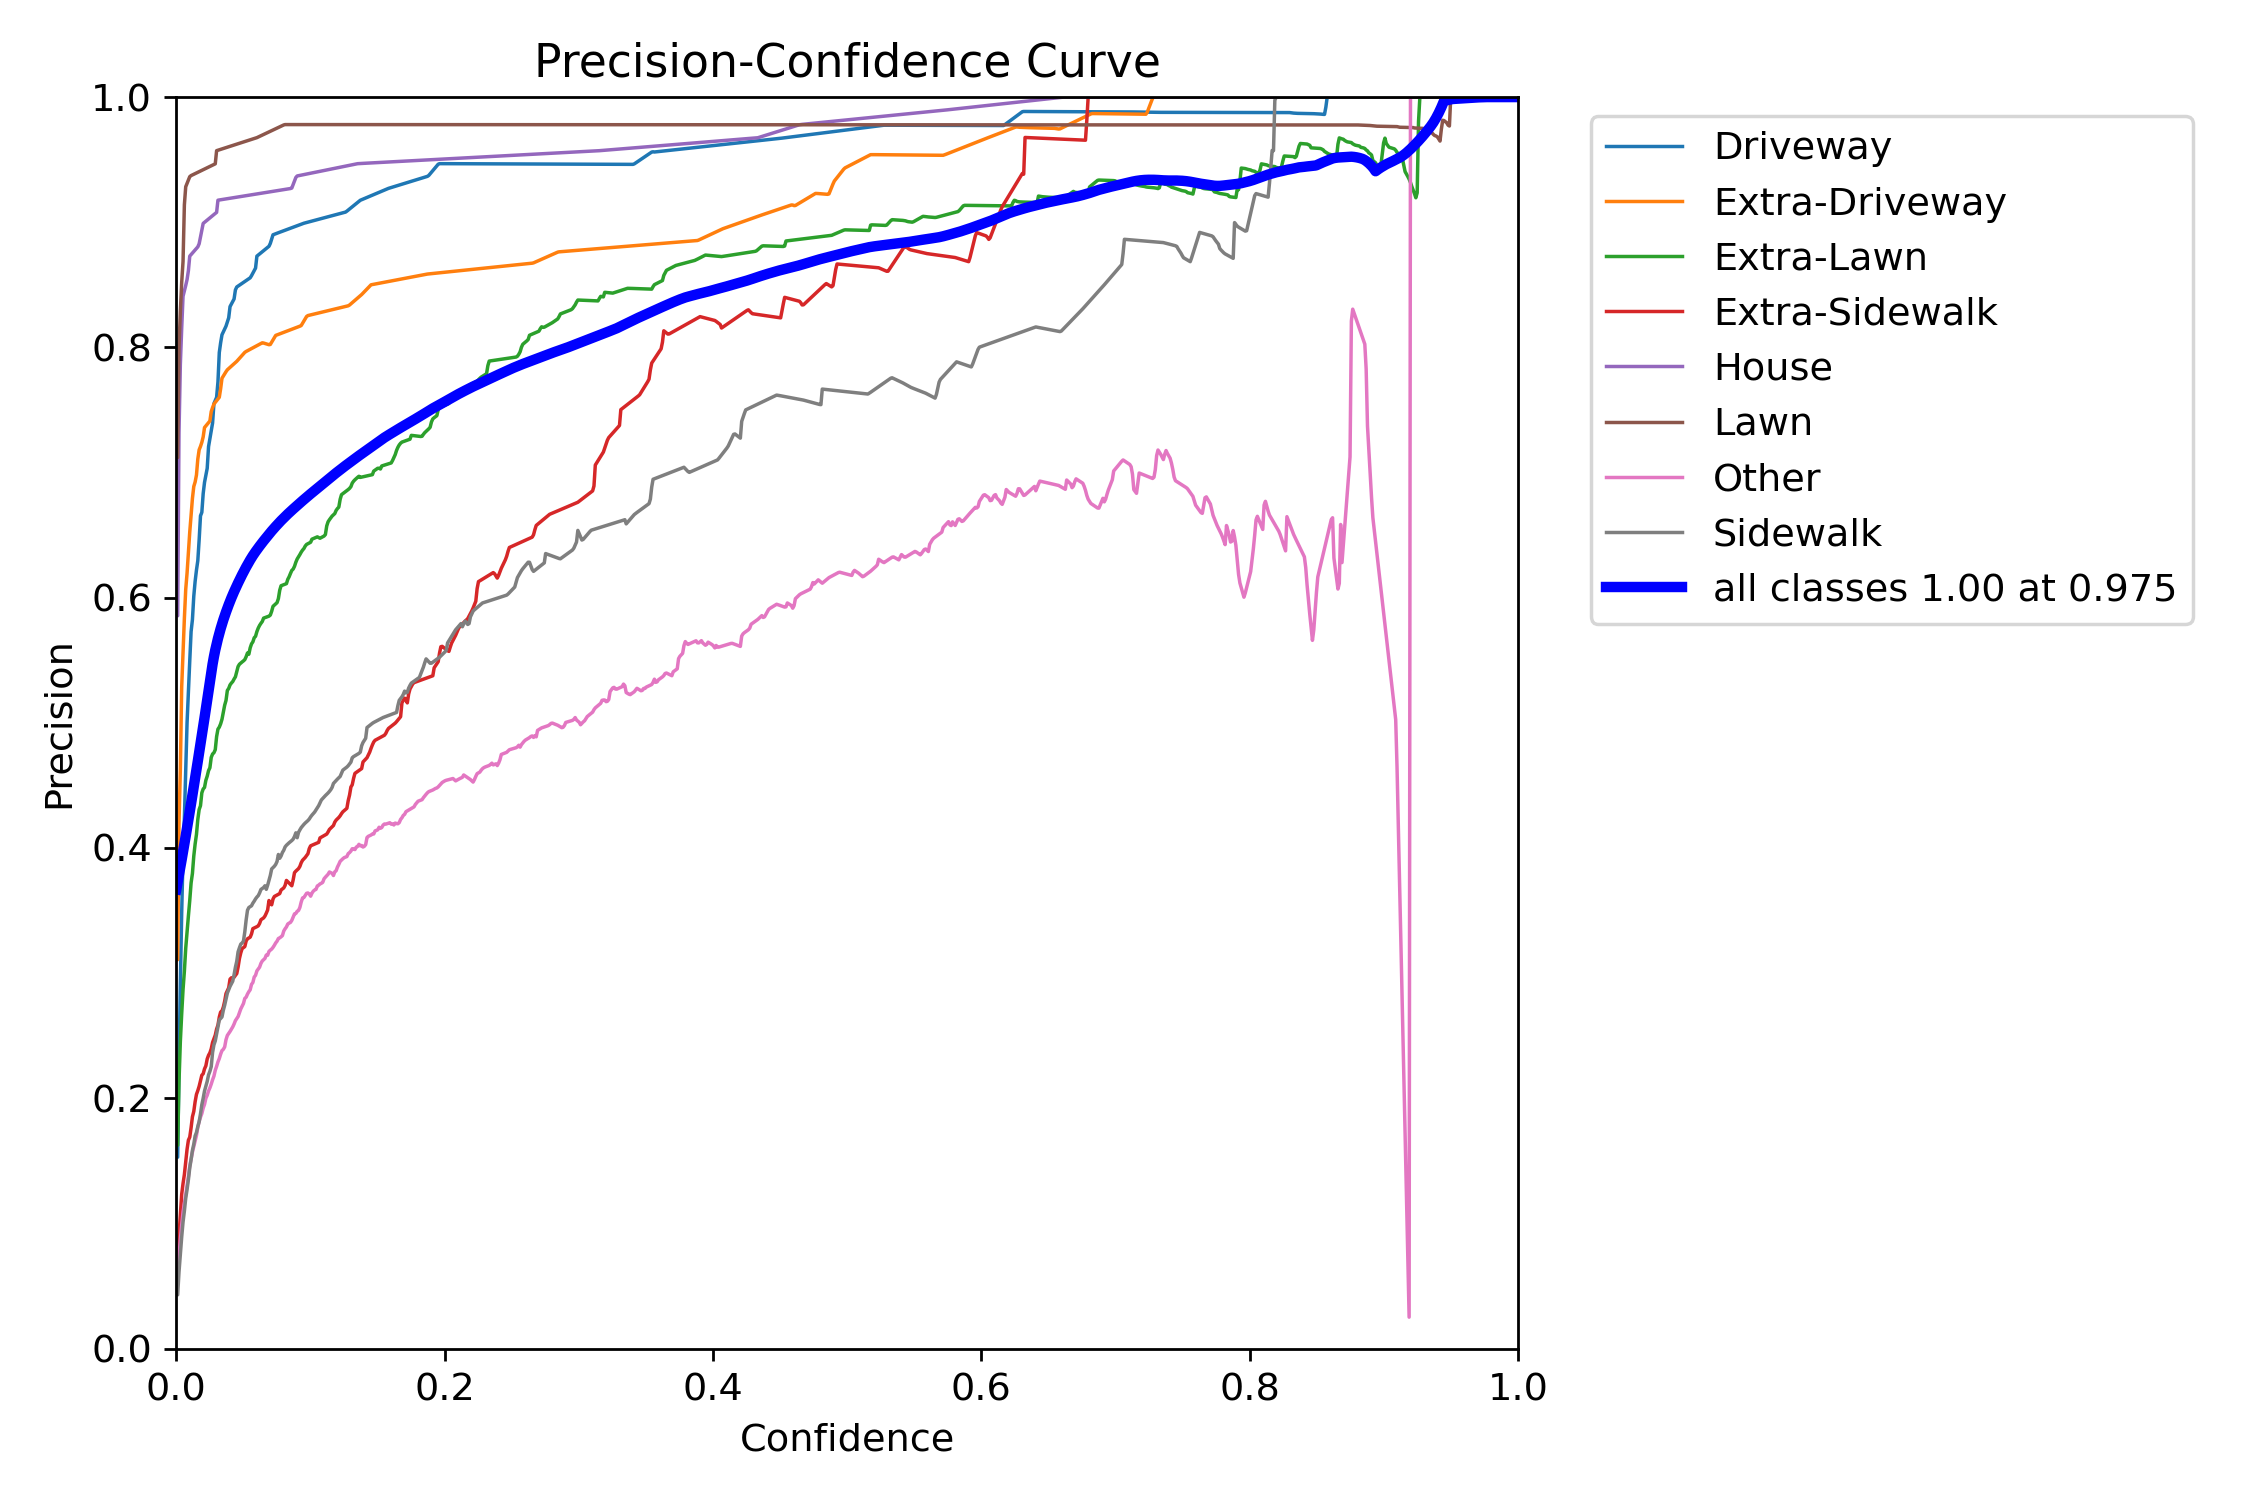 Precision-Confidence Curve
1.0
0.8
0.6
0.4
0.2
0.0
Precision
0.0 0.2 0.4 0.6 0.8 1.0
Confidence
Driveway
Extra-Driveway
Extra-Lawn
Extra-Sidewalk
House
Lawn
Other
Sidewalk
all classes 1.00 at 0.975